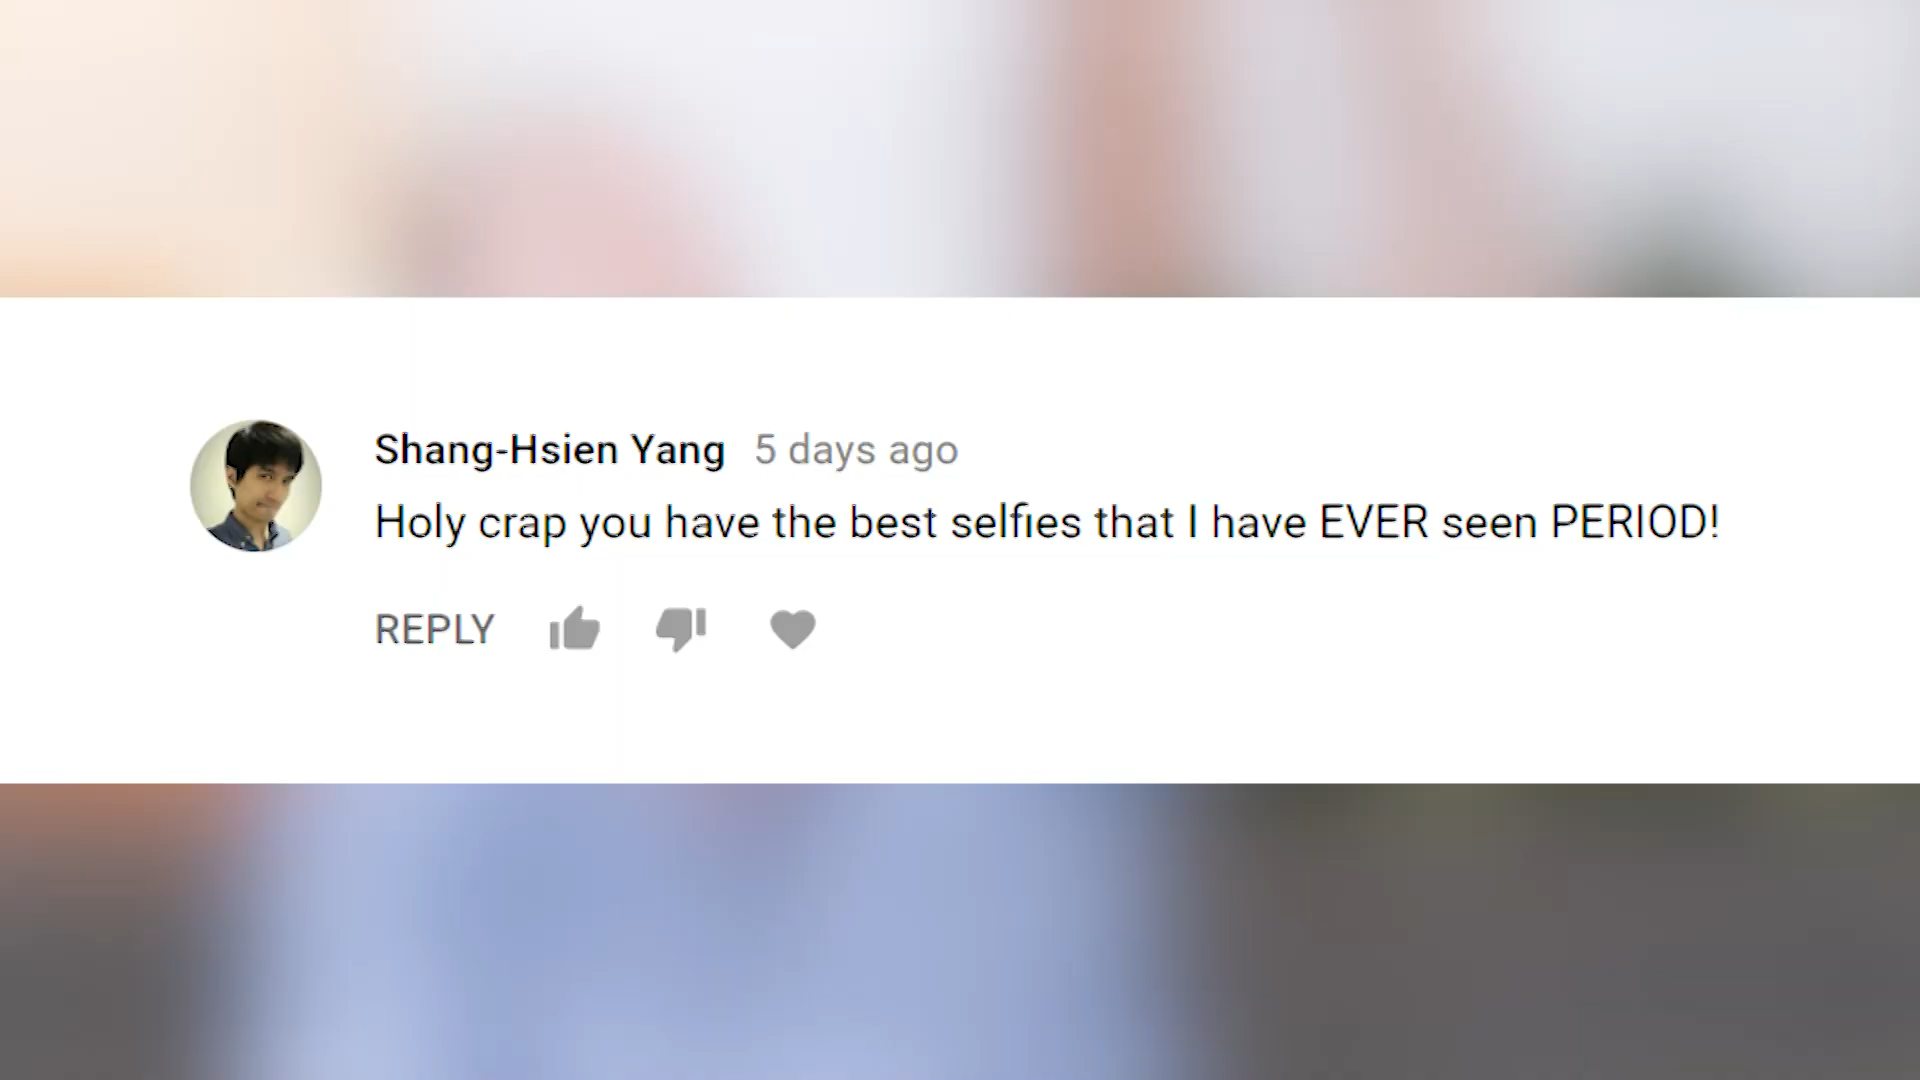 Shang-Hsien Yang 5 days ago
Holy crap you have the best selfies that I have EVER seen PERIOD!
REPLY